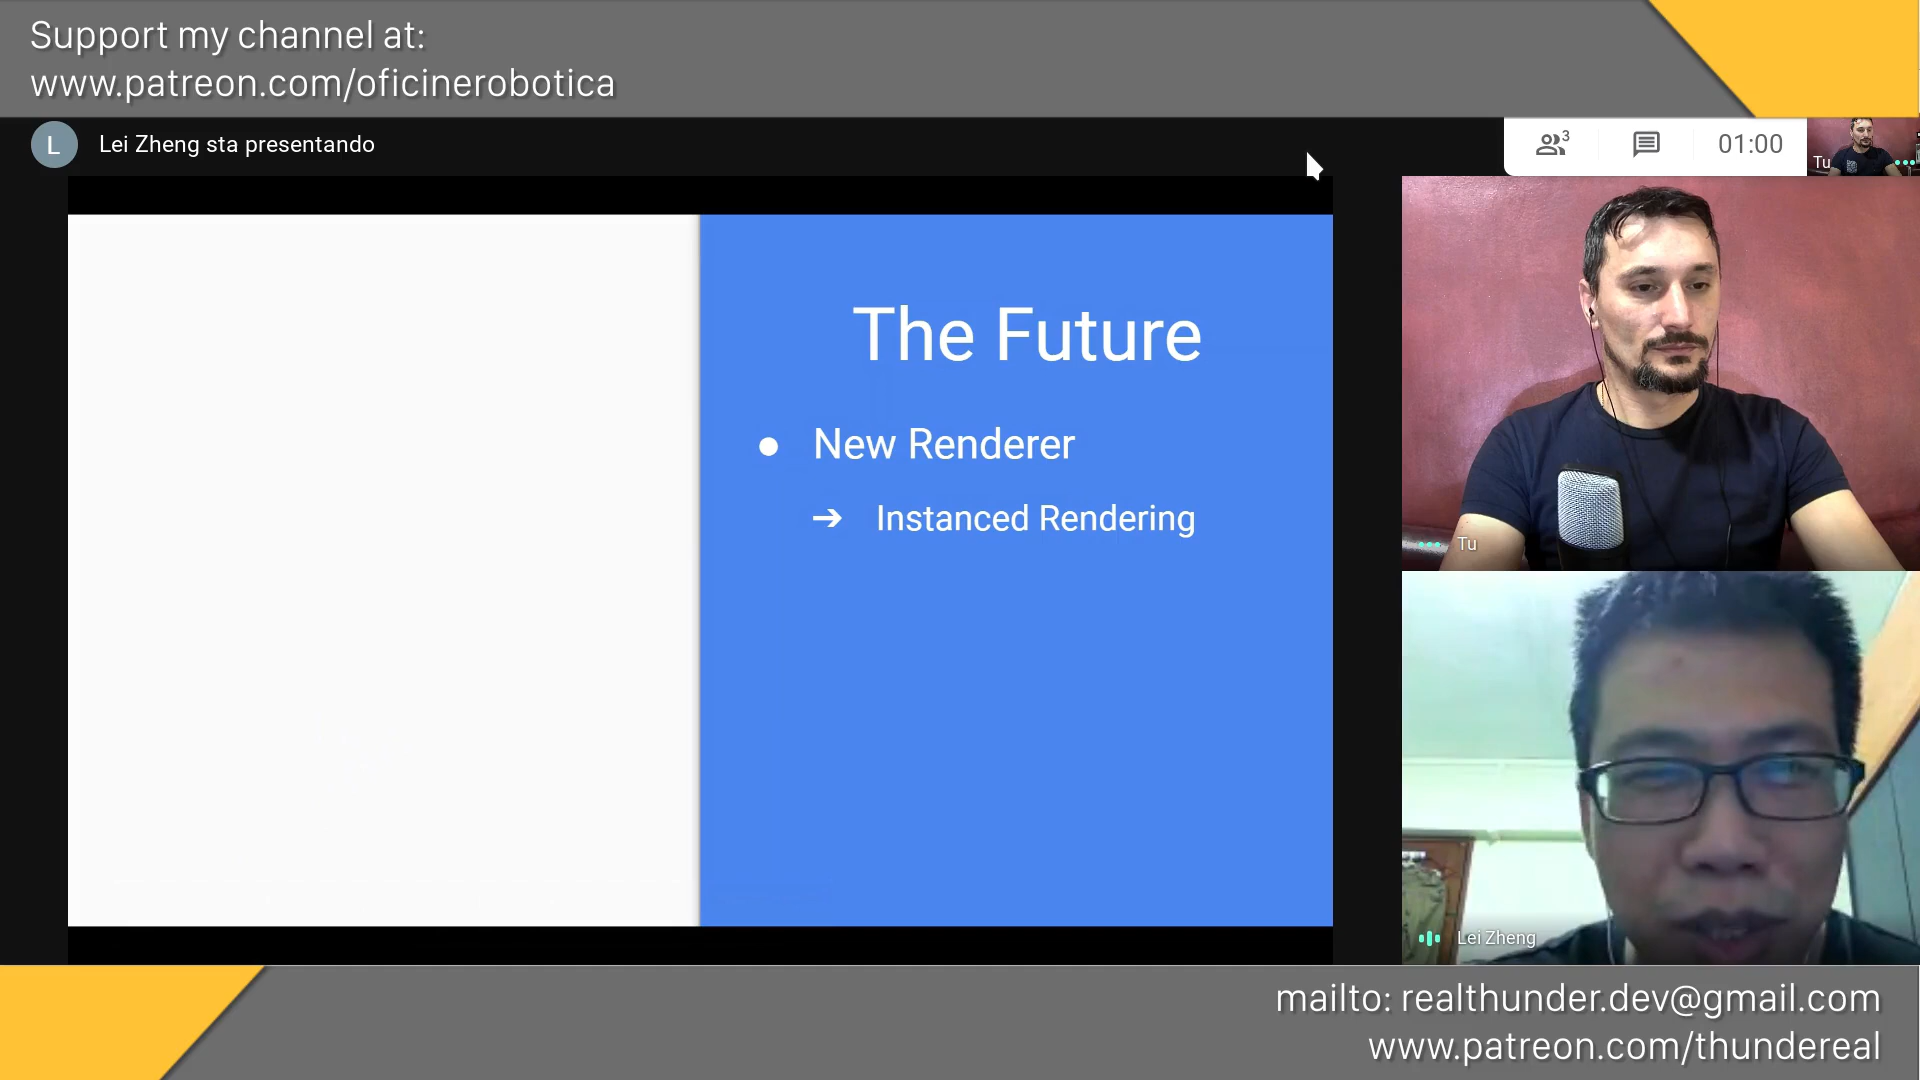 Support my channel at:
www.patreon.com/oficinerobotica
L
Lei Zheng sta presentando
3
01:00
Tu
The Future
● New Renderer
➔ Instanced Rendering
Tu
Lei Zheng
mailto: realthunder.dev@gmail.com
www.patreon.com/thundereal